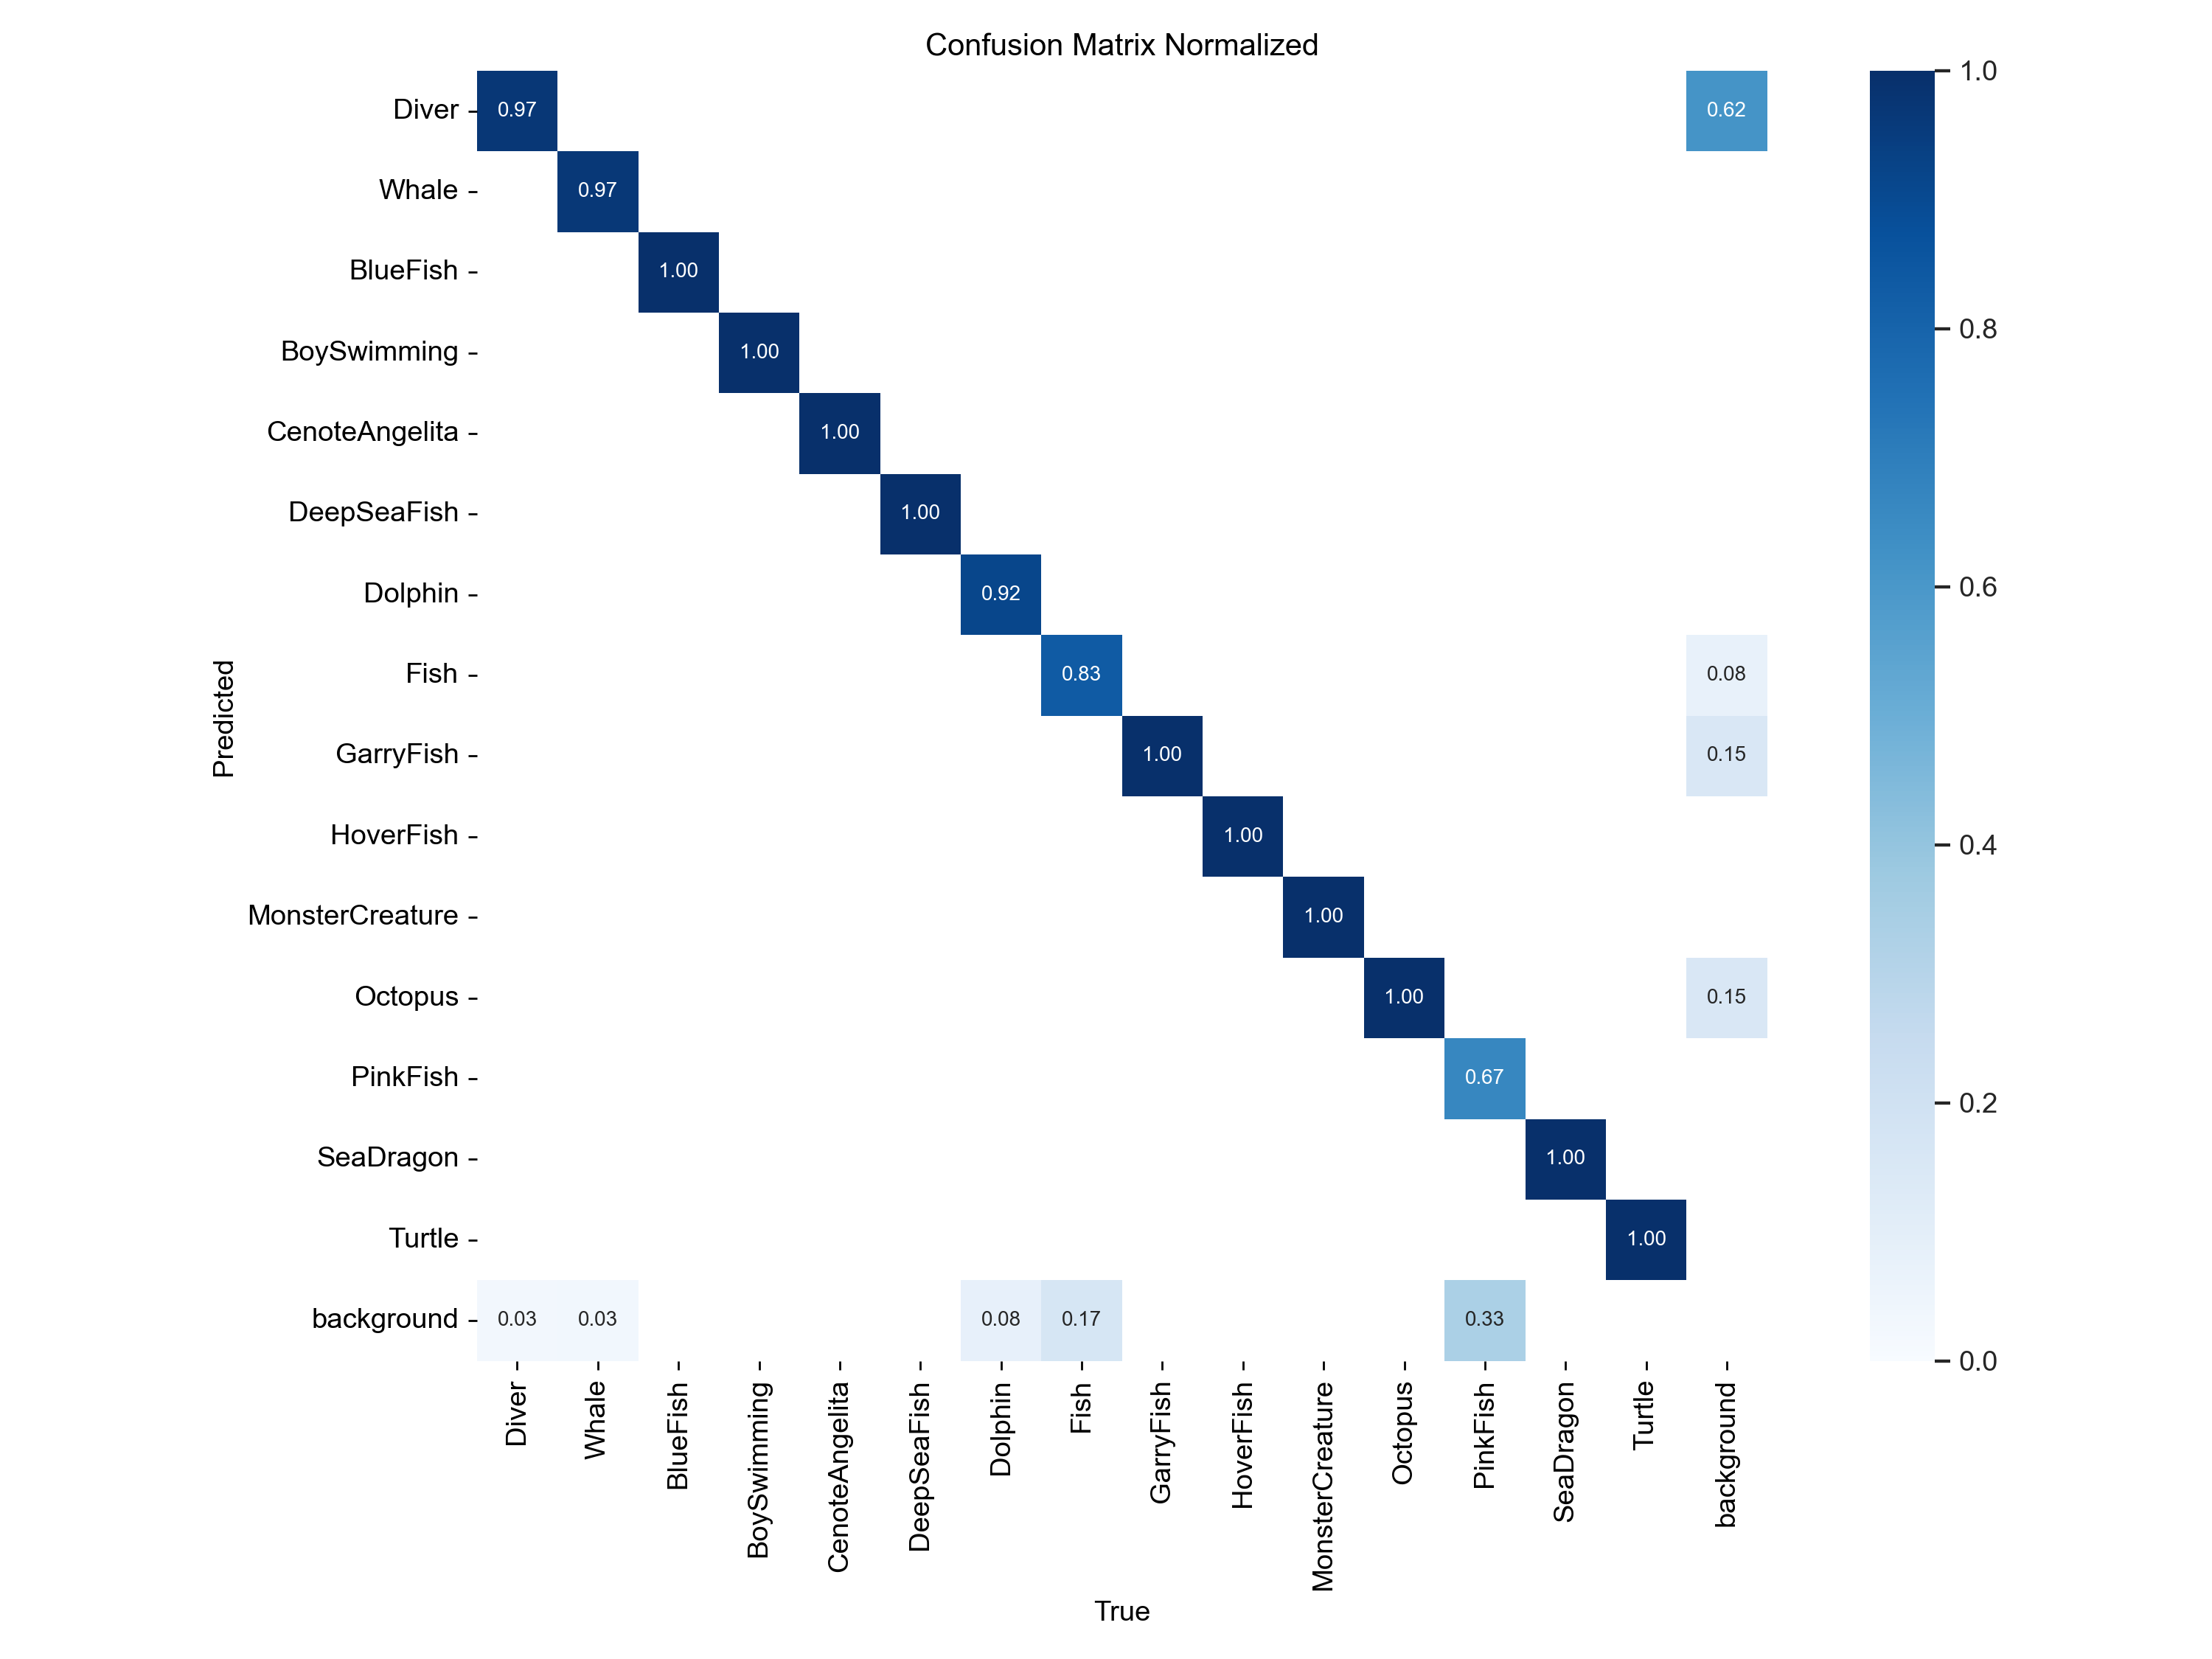 Confusion Matrix Normalized
Diver 0.97 0.62
Whale 0.97
BlueFish 1.00
BoySwimming 1.00
CenoteAngelita 1.00
DeepSeaFish 1.00
Dolphin 0.92
Fish 0.83 0.08
GarryFish 1.00 0.15
HoverFish 1.00
MonsterCreature 1.00
Octopus 1.00 0.15
PinkFish 0.67
SeaDragon 1.00
Turtle 1.00
background 0.03 0.03 0.08 0.17 0.33
Predicted
Diver
Whale
BlueFish
BoySwimming
CenoteAngelita
DeepSeaFish
Dolphin
Fish
GarryFish
HoverFish
MonsterCreature
Octopus
PinkFish
SeaDragon
Turtle
background
True
1.0
0.8
0.6
0.4
0.2
0.0